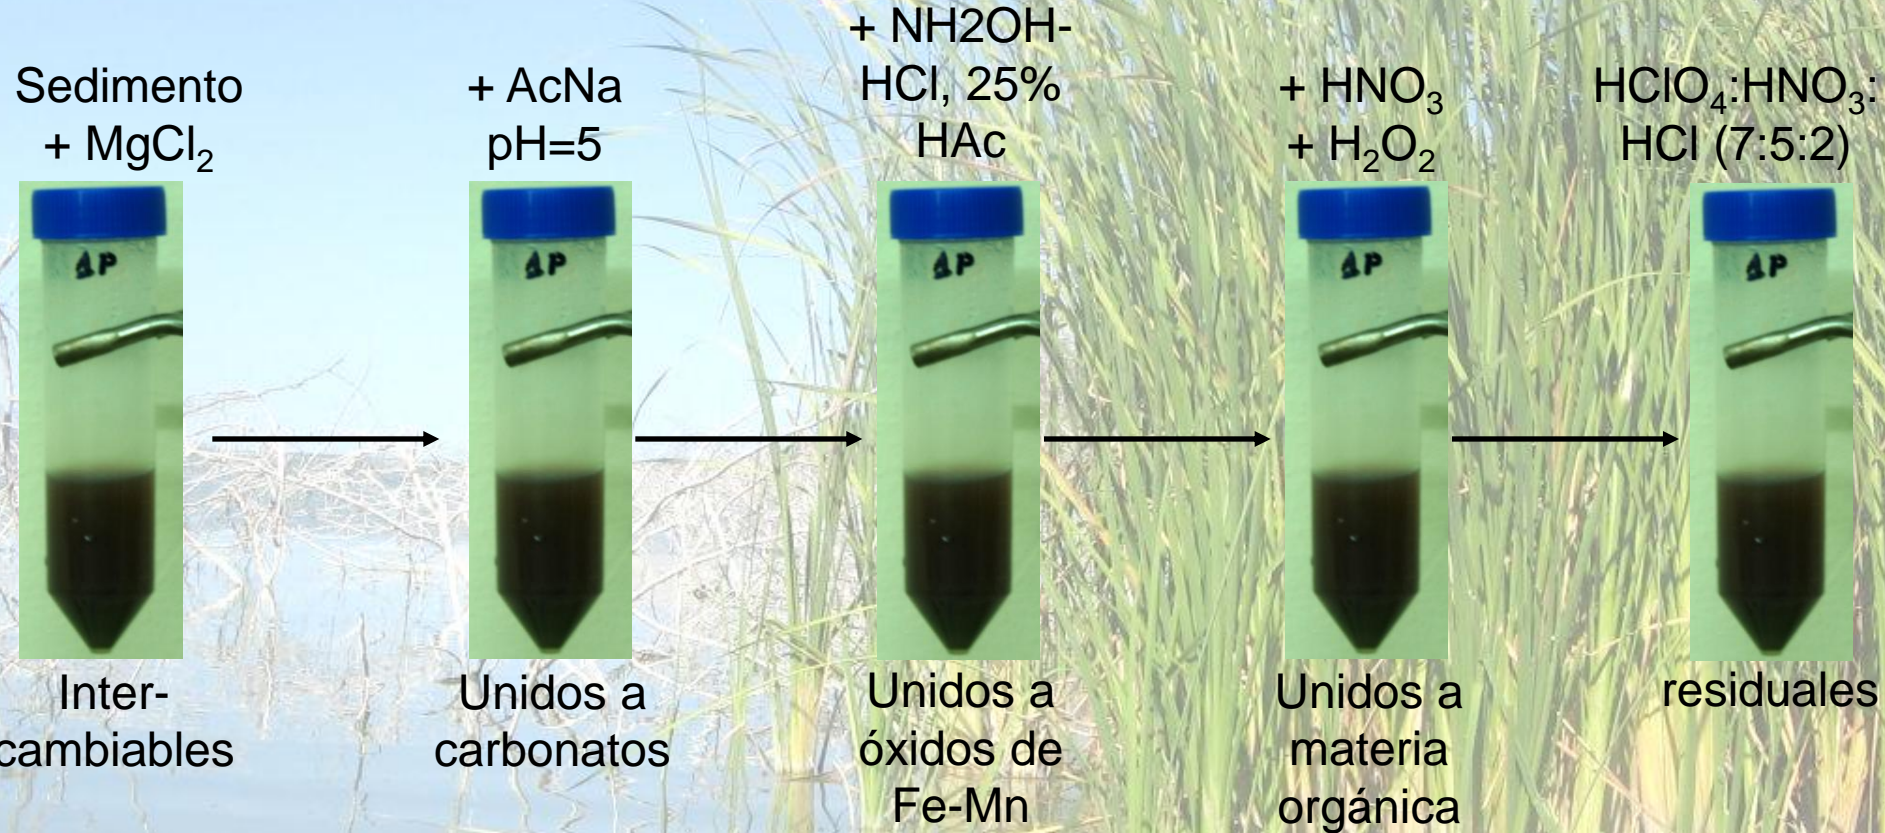 Sedimento
+ MgCl₂
+ AcNa
pH=5
+ NH2OH-
HCl, 25%
HAc
+ HNO₃
+ H₂O₂
HClO₄:HNO₃:
HCl (7:5:2)
Inter-
cambiables
Unidos a
carbonatos
Unidos a
óxidos de
Fe-Mn
Unidos a
materia
orgánica
residuales